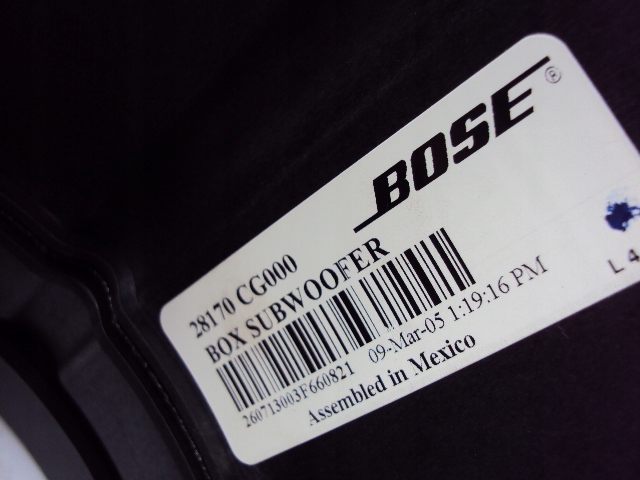 BOSE®
28170 CG000
BOX SUBWOOFER
260713003F660821
09-Mar-05 1:19:16 PM
Assembled in Mexico
L 4